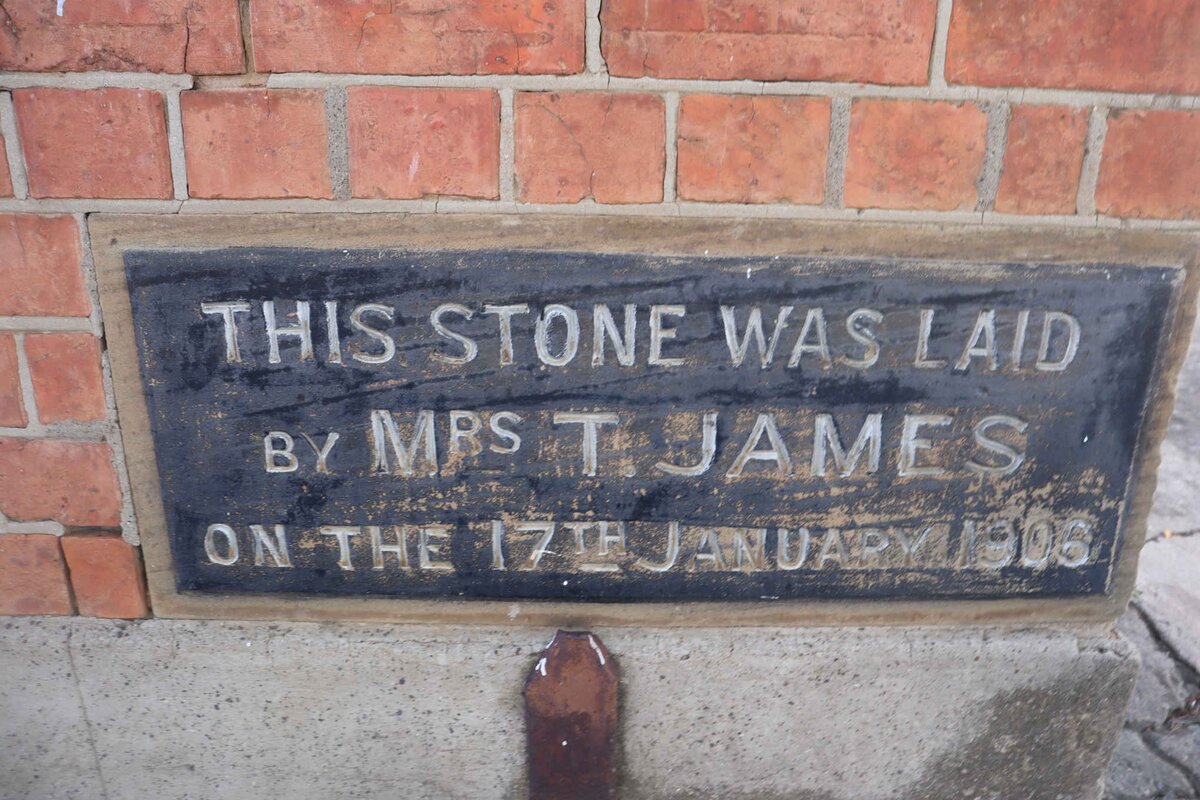 THIS STONE WAS LAID
BY MRS T. JAMES
ON THE 17TH JANUARY 1906